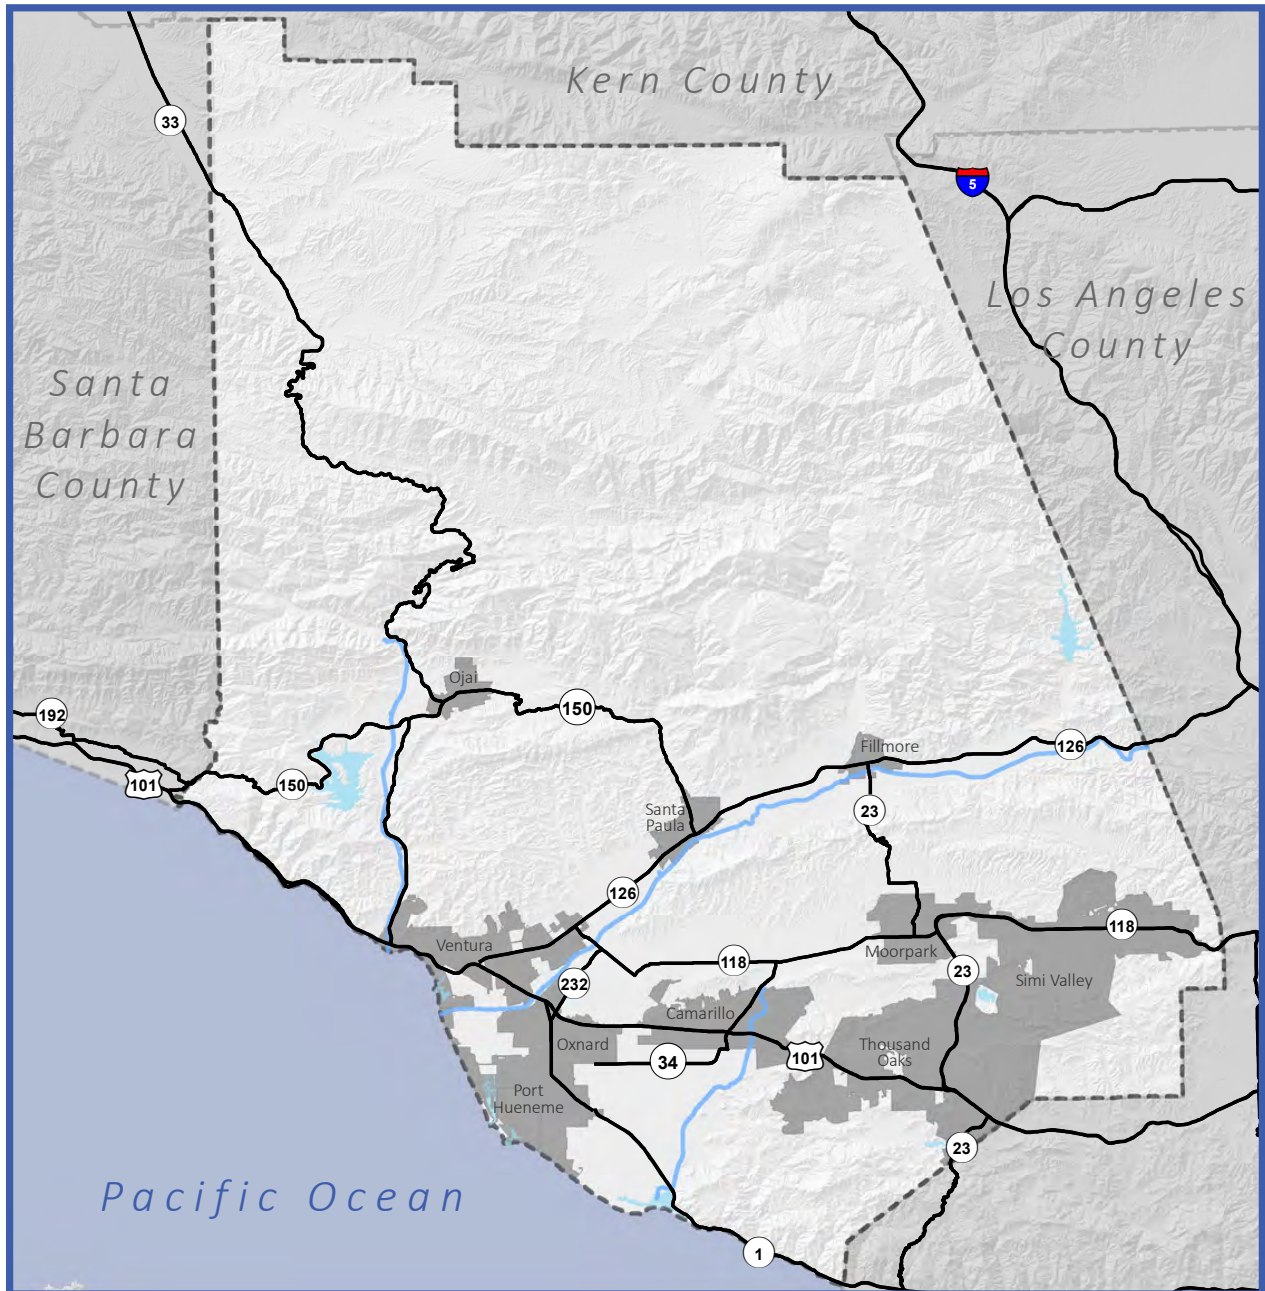 Kern County
33
5
Los Angeles
County
Santa
Barbara
County
Ojai
150
192
Fillmore
126
101
150
Santa
Paula
23
126
Ventura
118
Moorpark
118
23
232
Simi Valley
Camarillo
Oxnard
34
101
Thousand
Oaks
Port
Hueneme
23
Pacific Ocean
1